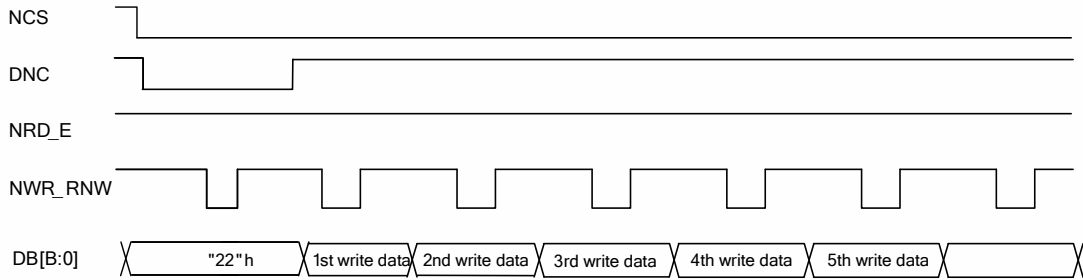 NCS
DNC
NRD_E
NWR_RNW
DB[B:0] "22"h 1st write data 2nd write data 3rd write data 4th write data 5th write data